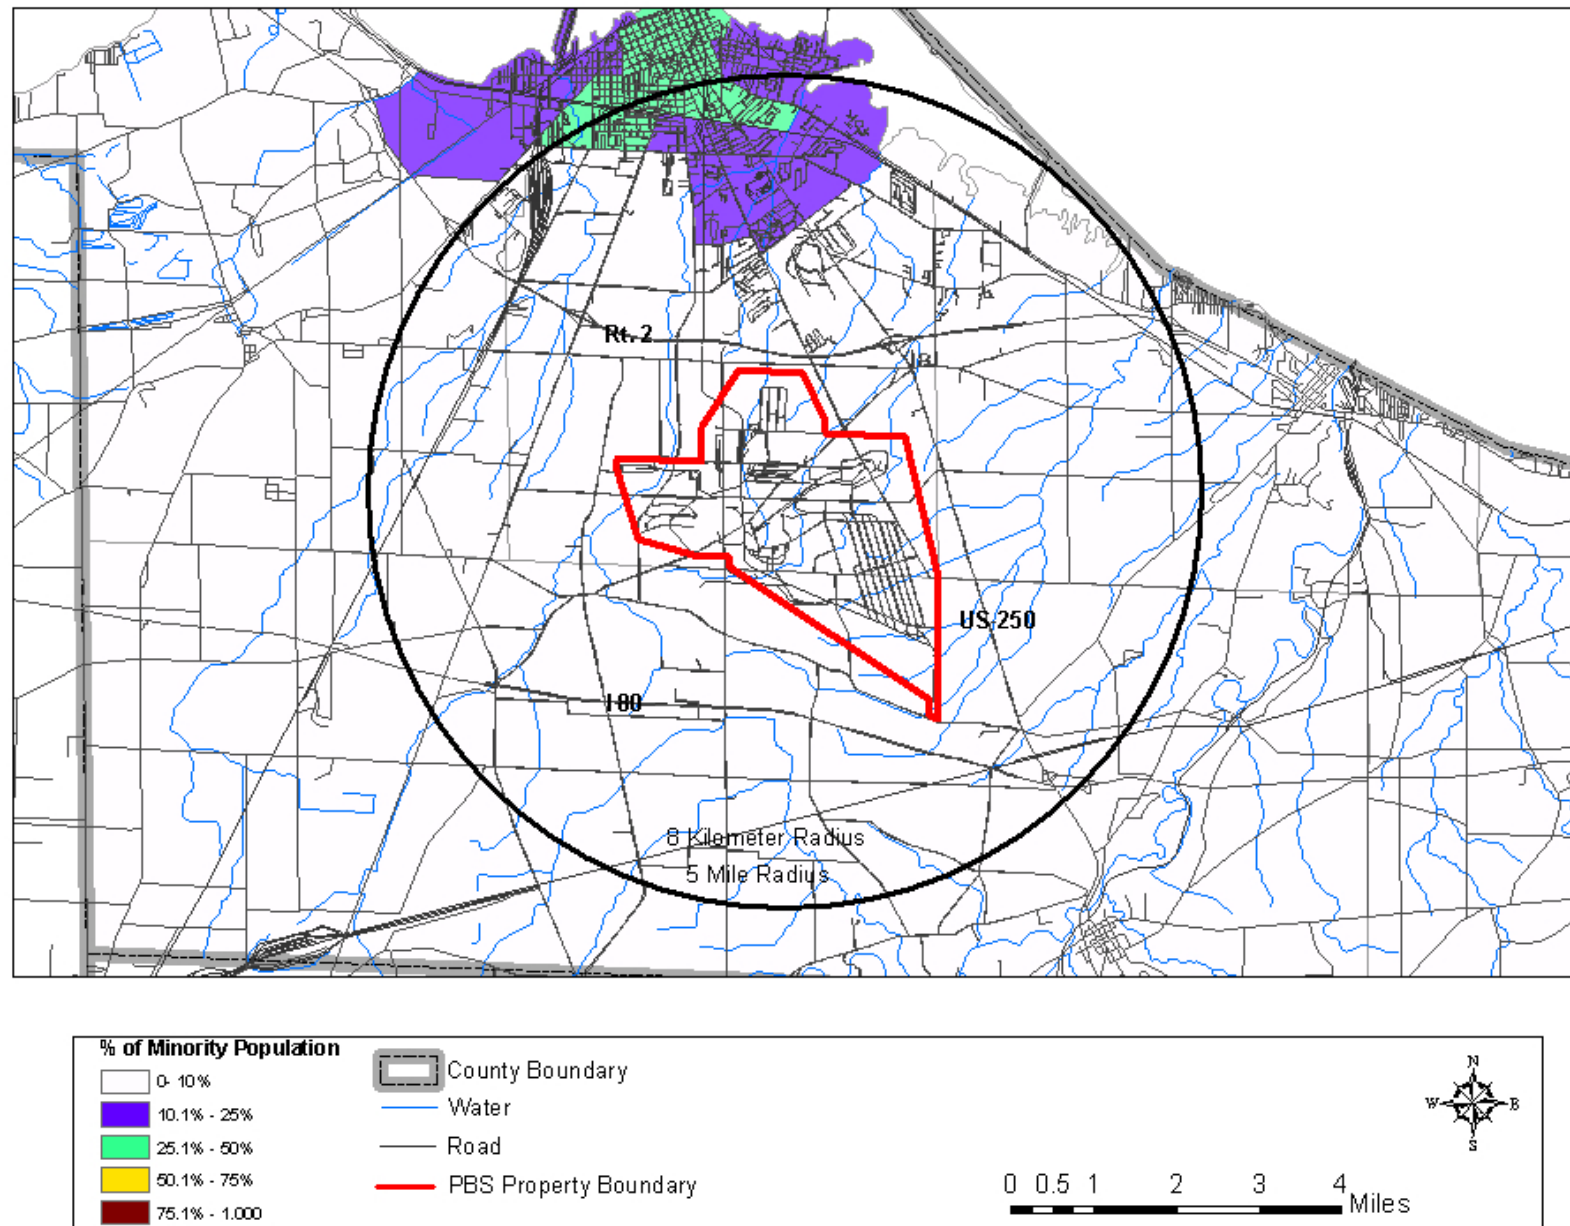 Rt. 2
US 250
I 80
8 Kilometer Radius
5 Mile Radius
% of Minority Population
0- 10%
10.1% - 25%
25.1% - 50%
50.1% - 75%
75.1% - 1.000
County Boundary
Water
Road
PBS Property Boundary
N
W E
S
0 0.5 1 2 3 4
Miles